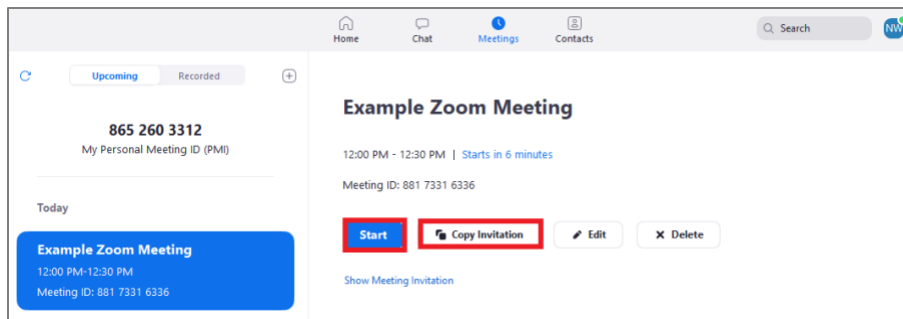 Home Chat Meetings Contacts
Search
NW
Upcoming Recorded
865 260 3312
My Personal Meeting ID (PMI)
Today
Example Zoom Meeting
12:00 PM-12:30 PM
Meeting ID: 881 7331 6336
Example Zoom Meeting
12:00 PM - 12:30 PM | Starts in 6 minutes
Meeting ID: 881 7331 6336
Start Copy Invitation Edit Delete
Show Meeting Invitation